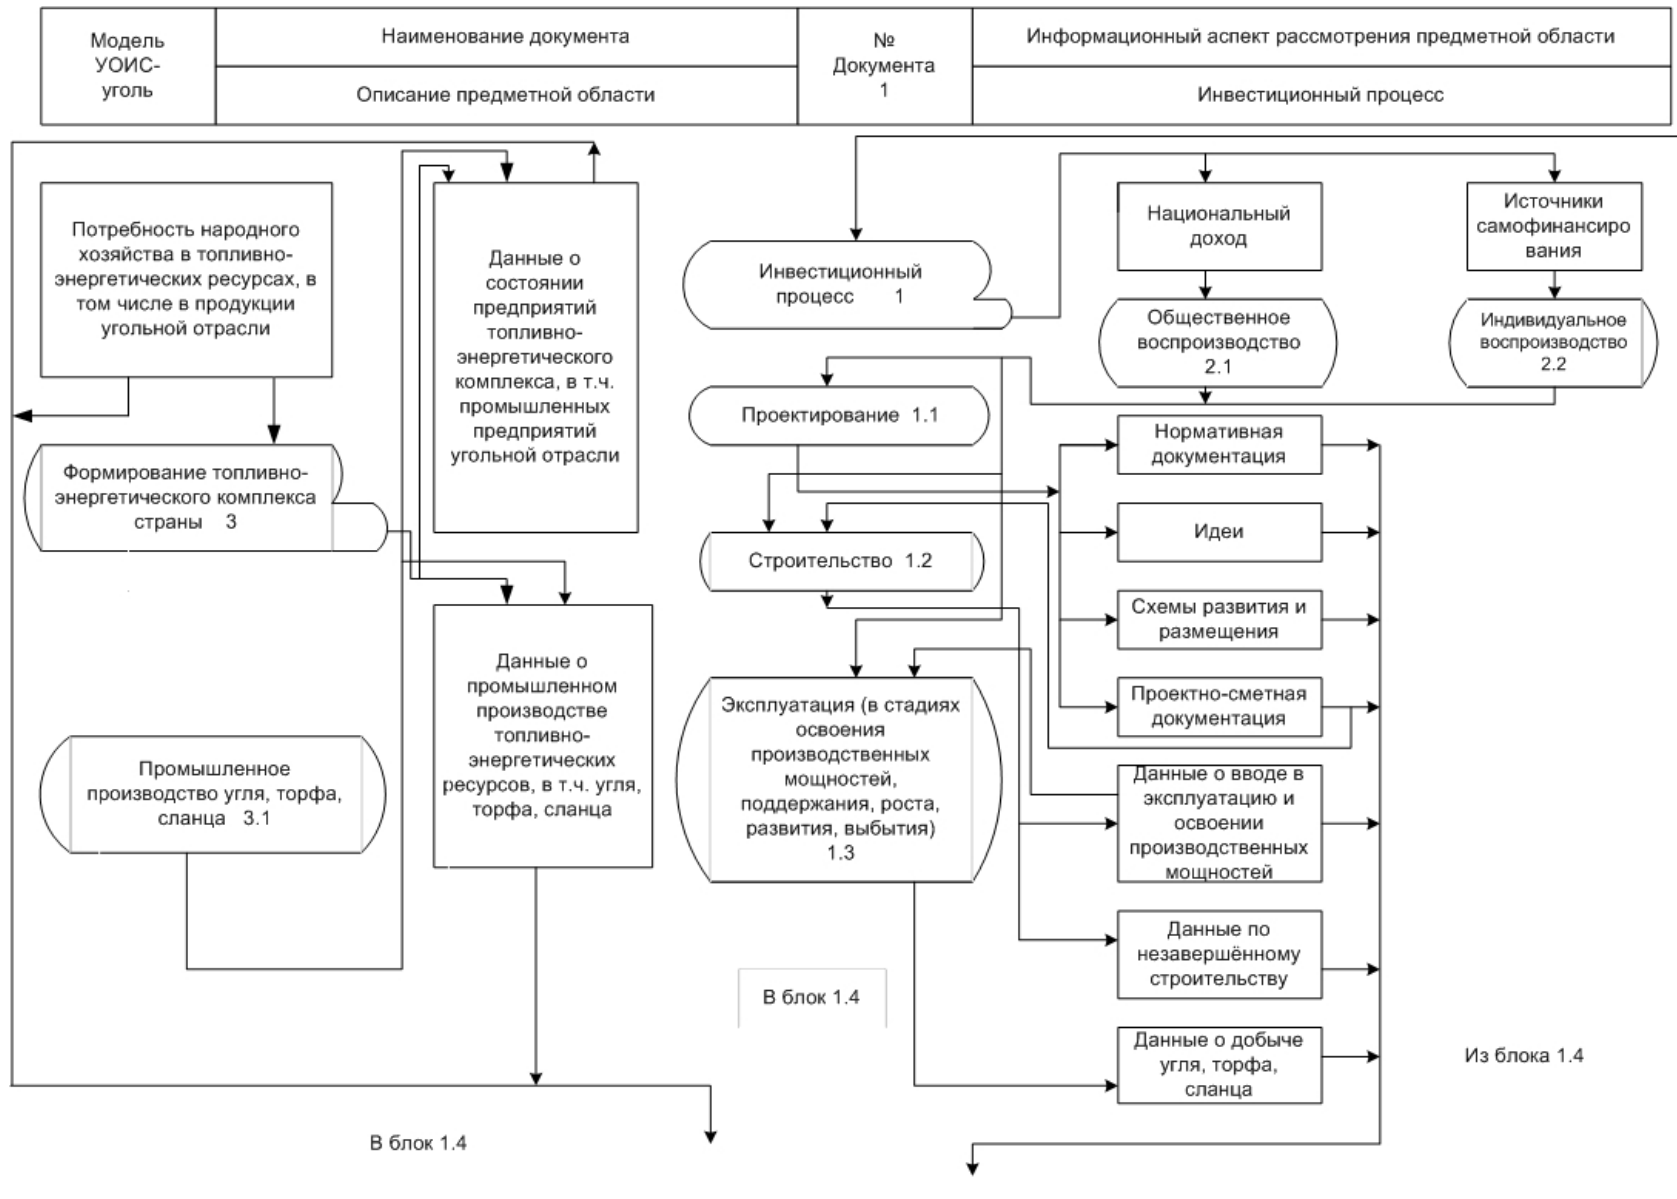 Модель
УОИС-
уголь
Наименование документа
Описание предметной области
№
Документа
1
Информационный аспект рассмотрения предметной области
Инвестиционный процесс
Потребность народного
хозяйства в топливно-
энергетических ресурсах, в
том числе в продукции
угольной отрасли
Формирование топливно-
энергетического комплекса
страны 3
Промышленное
производство угля, торфа,
сланца 3.1
Данные о
состоянии
предприятий
топливно-
энергетического
комплекса, в т.ч.
промышленных
предприятий
угольной отрасли
Данные о
промышленном
производстве
топливно-
энергетических
ресурсов, в т.ч. угля,
торфа, сланца
В блок 1.4
Инвестиционный
процесс 1
Проектирование 1.1
Строительство 1.2
Эксплуатация (в стадиях
освоения
производственных
мощностей,
поддержания, роста,
развития, выбытия)
1.3
В блок 1.4
Национальный
доход
Общественное
воспроизводство
2.1
Источники
самофинансиро
вания
Индивидуальное
воспроизводство
2.2
Нормативная
документация
Идеи
Схемы развития и
размещения
Проектно-сметная
документация
Данные о вводе в
эксплуатацию и
освоении
производственных
мощностей
Данные по
незавершённому
строительству
Данные о добыче
угля, торфа,
сланца
Из блока 1.4